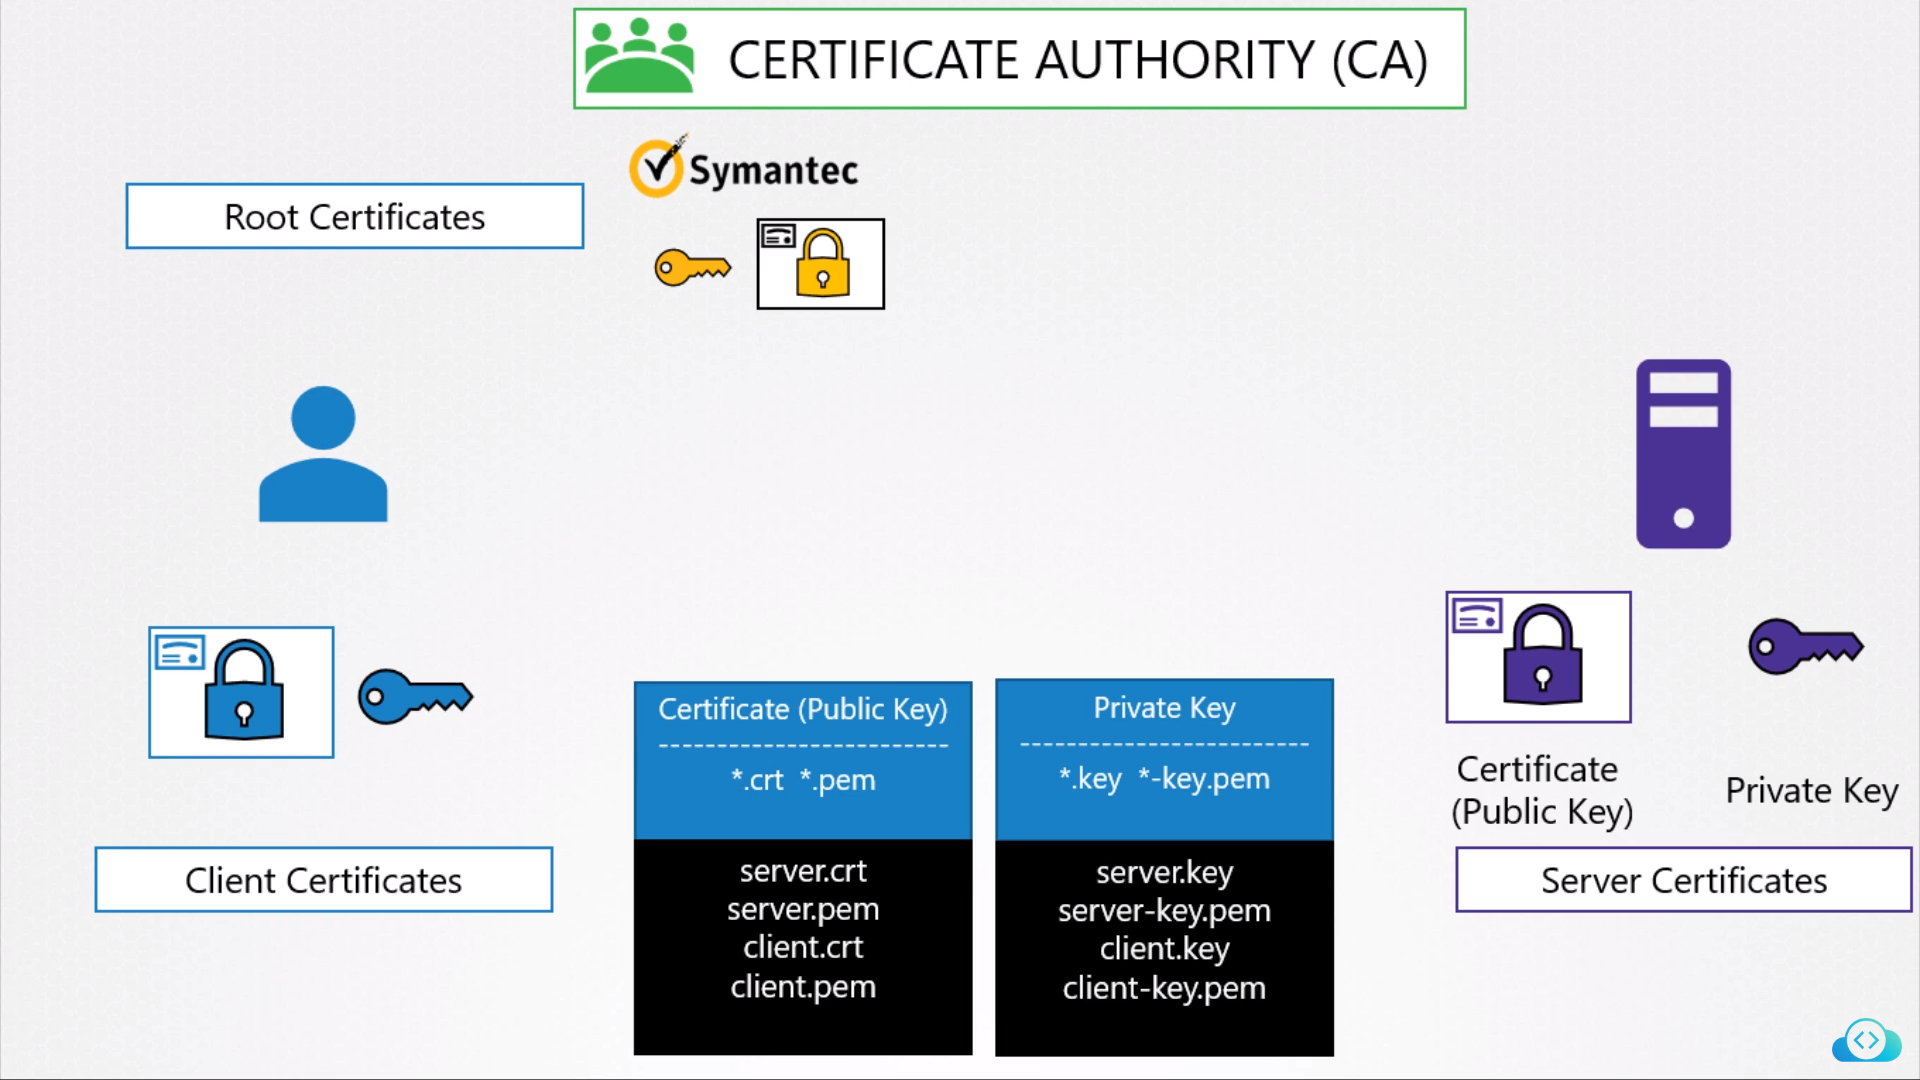 CERTIFICATE AUTHORITY (CA)
Symantec
Root Certificates
Certificate (Public Key)
-------------------------
*.crt *.pem
server.crt
server.pem
client.crt
client.pem
Private Key
-------------------------
*.key *-key.pem
server.key
server-key.pem
client.key
client-key.pem
Certificate
(Public Key)
Private Key
Client Certificates
Server Certificates